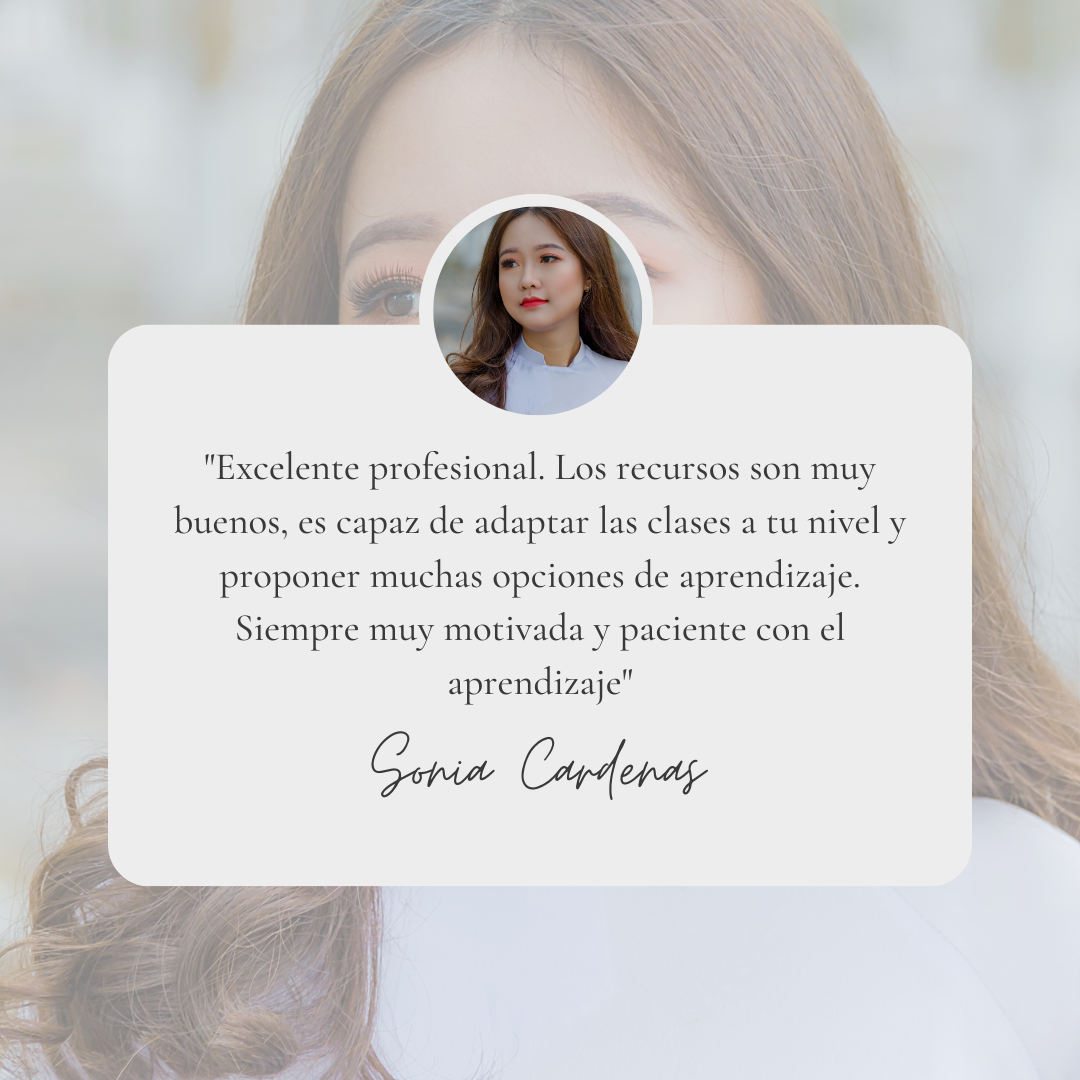 "Excelente profesional. Los recursos son muy
buenos, es capaz de adaptar las clases a tu nivel y
proponer muchas opciones de aprendizaje.
Siempre muy motivada y paciente con el
aprendizaje"
Sonia Cardenas